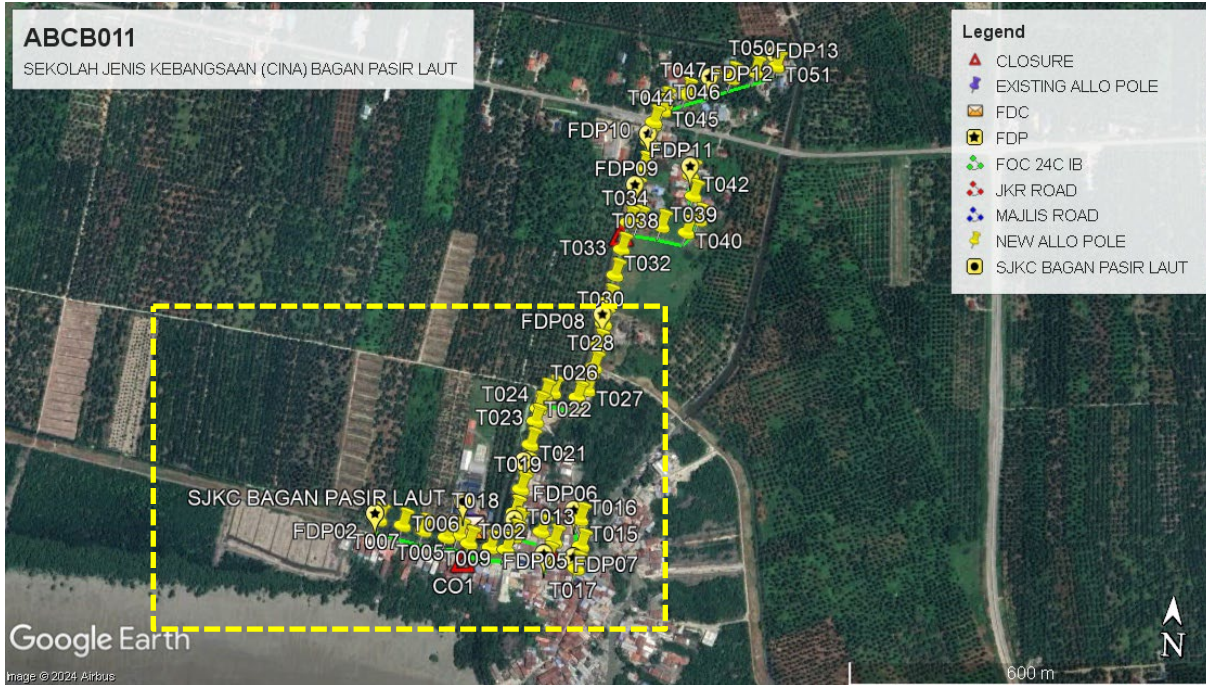 ABCB011
SEKOLAH JENIS KEBANGSAAN (CINA) BAGAN PASIR LAUT
Legend
CLOSURE
EXISTING ALLO POLE
FDC
FDP
FOC 24C IB
JKR ROAD
MAJLIS ROAD
NEW ALLO POLE
SJKC BAGAN PASIR LAUT
T050
FDP13
T047
FDP12
T051
T046
T044
T045
FDP10
FDP11
FDP09
T042
T034
T038
T039
T040
T033
T032
T030
FDP08
T028
T026
T024
T027
T022
T023
T021
T019
SJKC BAGAN PASIR LAUT
T018
FDP06
T016
FDP02
T006
T002
T013
T015
T007
T005
T009
FDP05
FDP07
CO1
T017
Google Earth
Image © 2024 Airbus
600 m
N